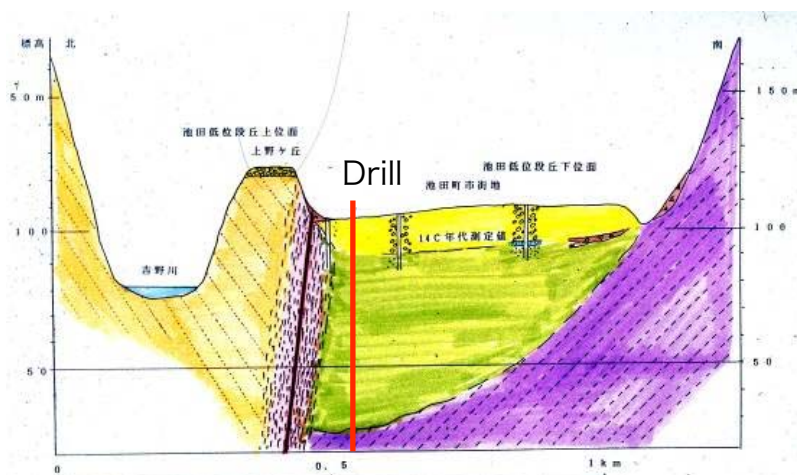 標高 北
南
50m
150m
池田低位段丘上位面
上野ケ丘
Drill
池田低位段丘下位面
池田町市街地
100
100
14C年代測定値
吉野川
50
50
0
0.5
1km